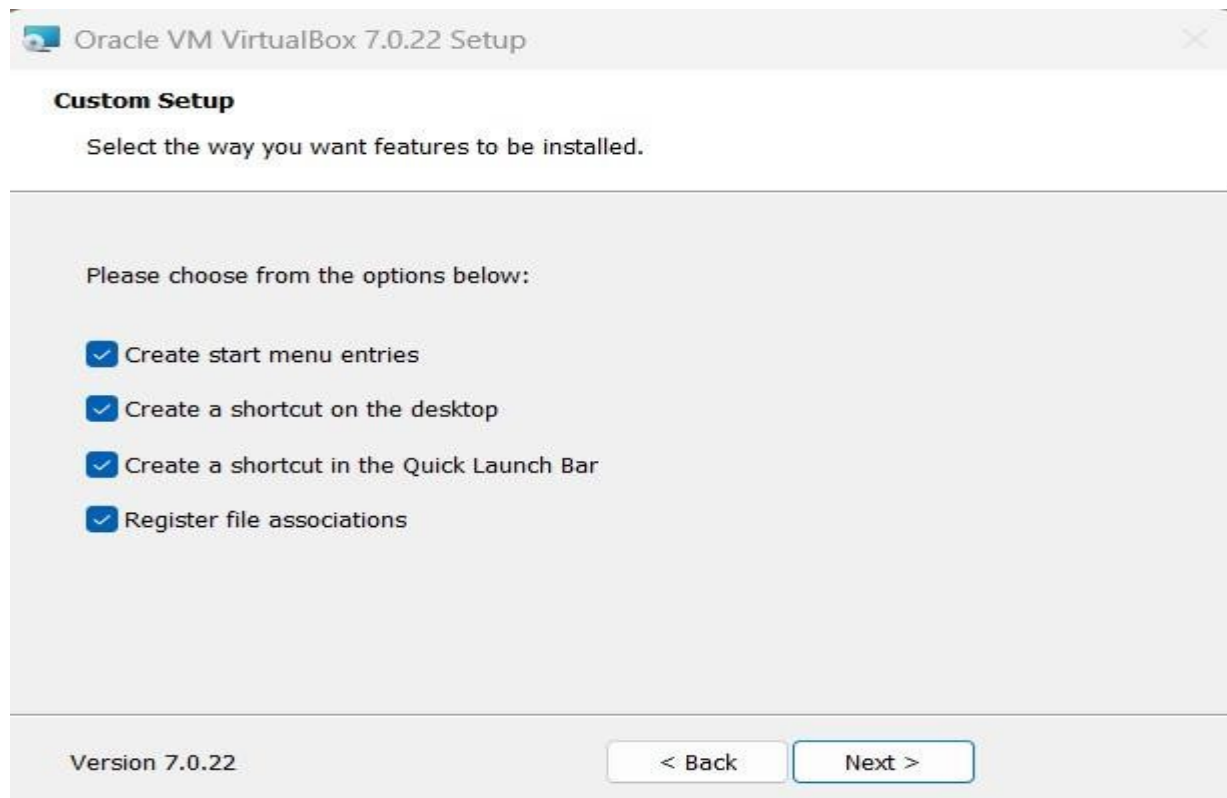 Oracle VM VirtualBox 7.0.22 Setup
Custom Setup
Select the way you want features to be installed.
Please choose from the options below:
Create start menu entries
Create a shortcut on the desktop
Create a shortcut in the Quick Launch Bar
Register file associations
Version 7.0.22
< Back
Next >